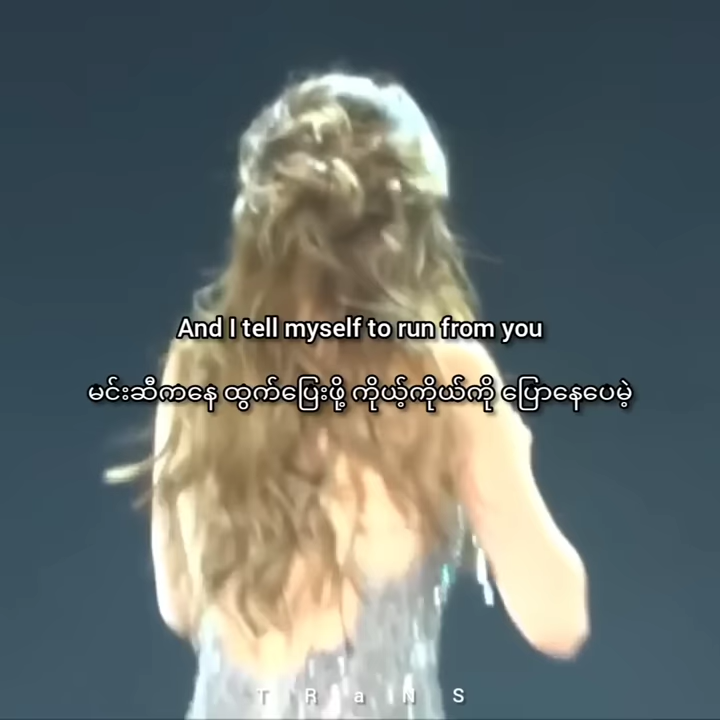 And I tell myself to run from you
မင်းဆီကနေ ထွက်ပြေးဖို့ ကိုယ့်ကိုယ်ကို ပြောနေပေမဲ့
T R a N S